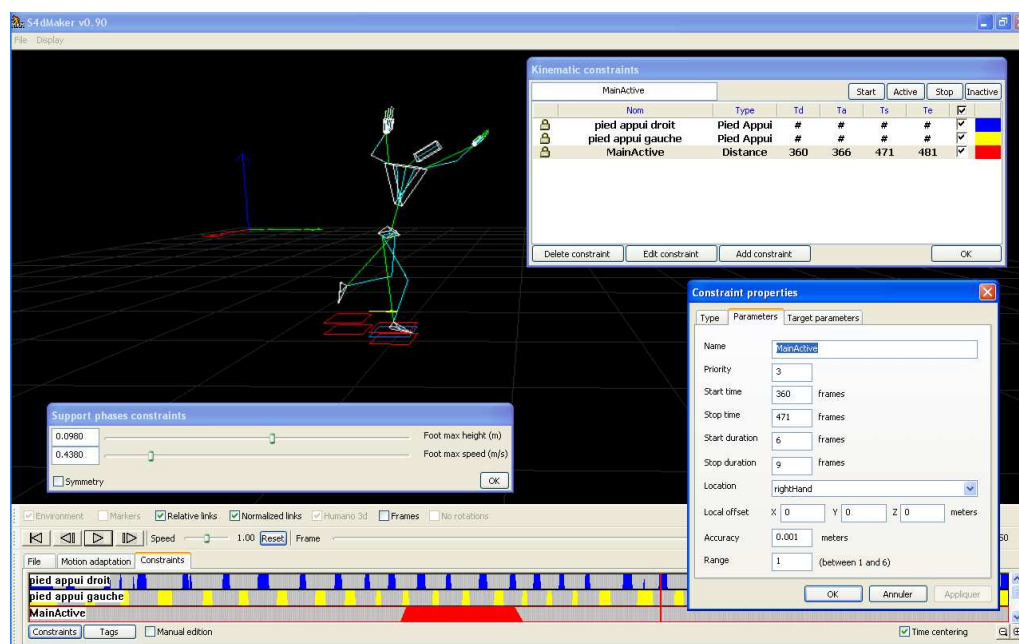 S4dMaker v0.90
File Display
Kinematic constraints
MainActive Start Active Stop Inactive
Nom Type Td Ta Ts Te
pied appui droit Pied Appui # # # #
pied appui gauche Pied Appui # # # #
MainActive Distance 360 366 471 481
Delete constraint Edit constraint Add constraint OK
Constraint properties
Type Parameters Target parameters
Name MainActive
Priority 3
Start time 360 frames
Stop time 471 frames
Start duration 6 frames
Stop duration 9 frames
Location rightHand
Local offset X 0 Y 0 Z 0 meters
Accuracy 0.001 meters
Range 1 (between 1 and 6)
OK Annuler Appliquer
Support phases constraints
0.0980 Foot max height (m)
0.4380 Foot max speed (m/s)
Symmetry OK
Environment Markers Relative links Normalized links Humano 3d Frames No rotations
Speed 1.00 Reset Frame
File Motion adaptation Constraints
pied appui droit
pied appui gauche
MainActive
Constraints Tags Manual edition Time centering